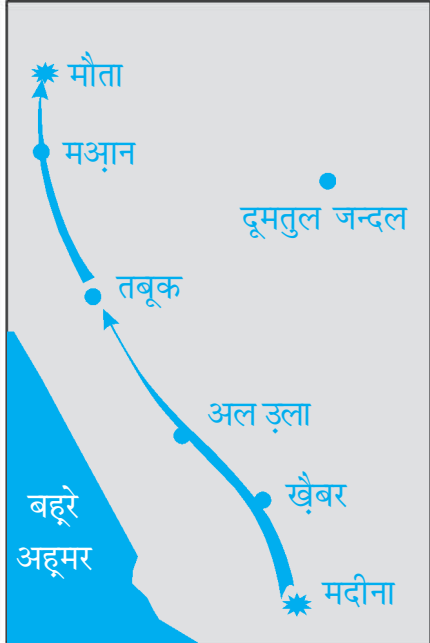 मौता
मआ़न
दूमतुल जन्दल
तबूक
अल उ़ला
ख़ैबर
बह़रे
अह़मर
मदीना